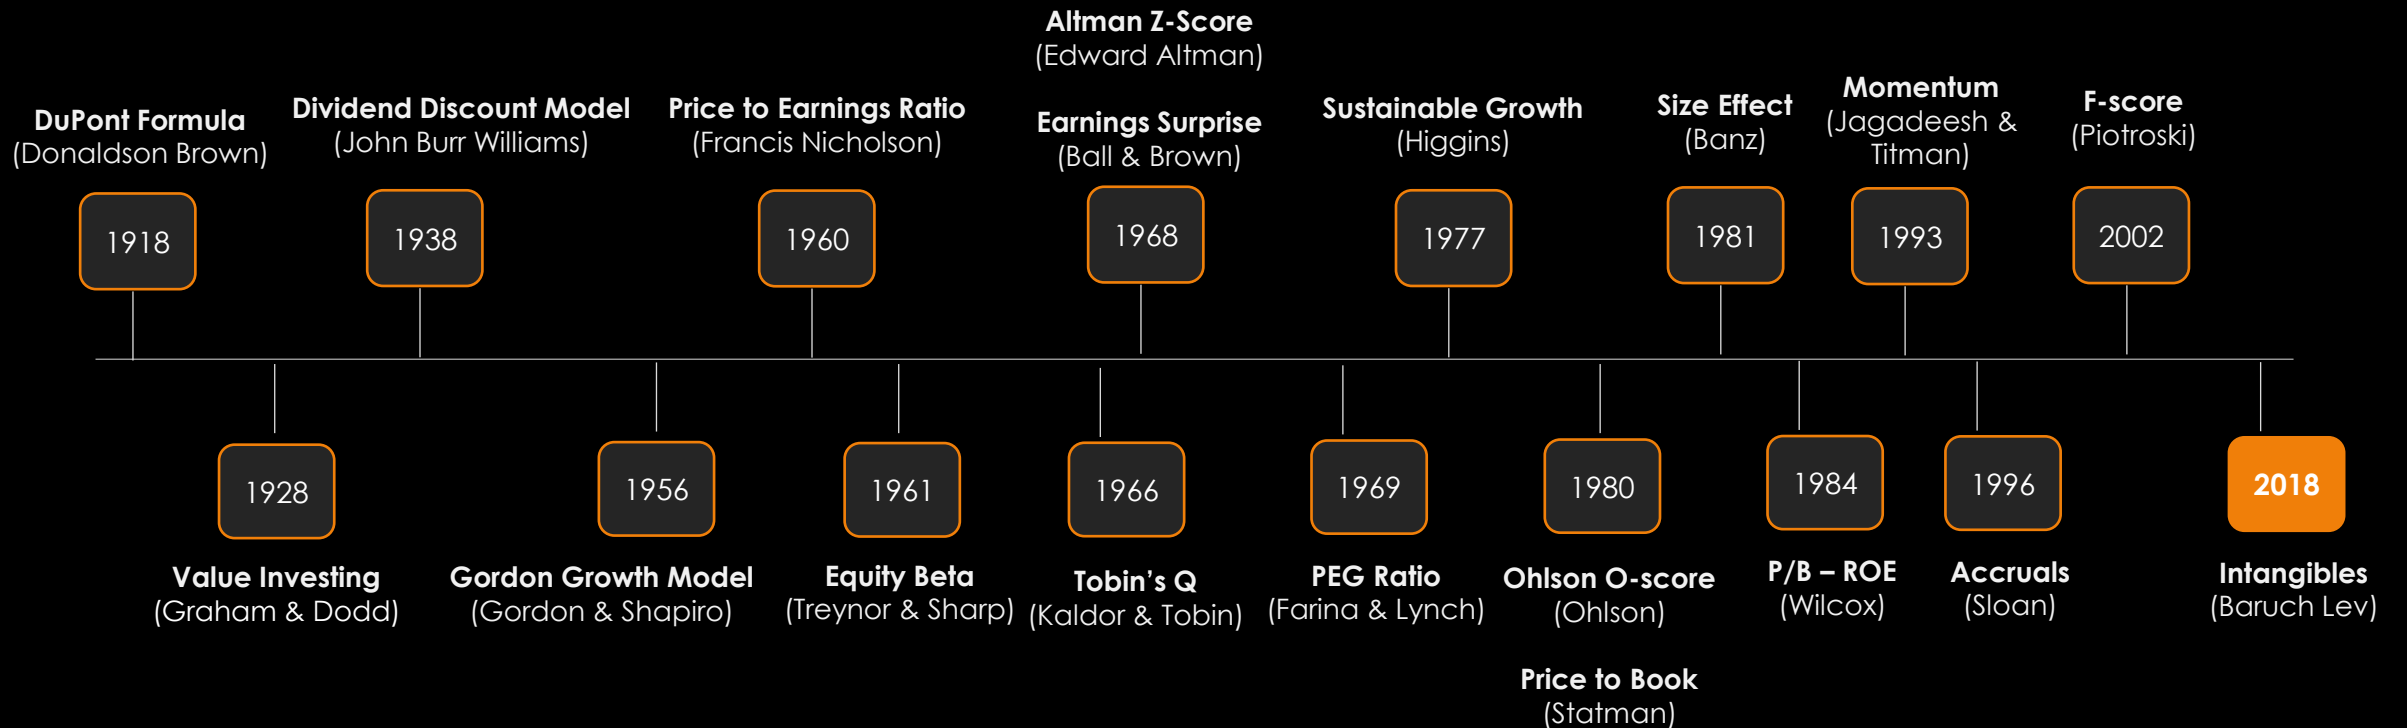 Altman Z-Score
(Edward Altman)
DuPont Formula
(Donaldson Brown)
Dividend Discount Model
(John Burr Williams)
Price to Earnings Ratio
(Francis Nicholson)
Earnings Surprise
(Ball & Brown)
Sustainable Growth
(Higgins)
Size Effect
(Banz)
Momentum
(Jagadeesh &
Titman)
F-score
(Piotroski)
1918
1938
1960
1968
1977
1981
1993
2002
1928
1956
1961
1966
1969
1980
1984
1996
2018
Value Investing
(Graham & Dodd)
Gordon Growth Model
(Gordon & Shapiro)
Equity Beta
(Treynor & Sharp)
Tobin’s Q
(Kaldor & Tobin)
PEG Ratio
(Farina & Lynch)
Ohlson O-score
(Ohlson)
Price to Book
(Statman)
P/B – ROE
(Wilcox)
Accruals
(Sloan)
Intangibles
(Baruch Lev)